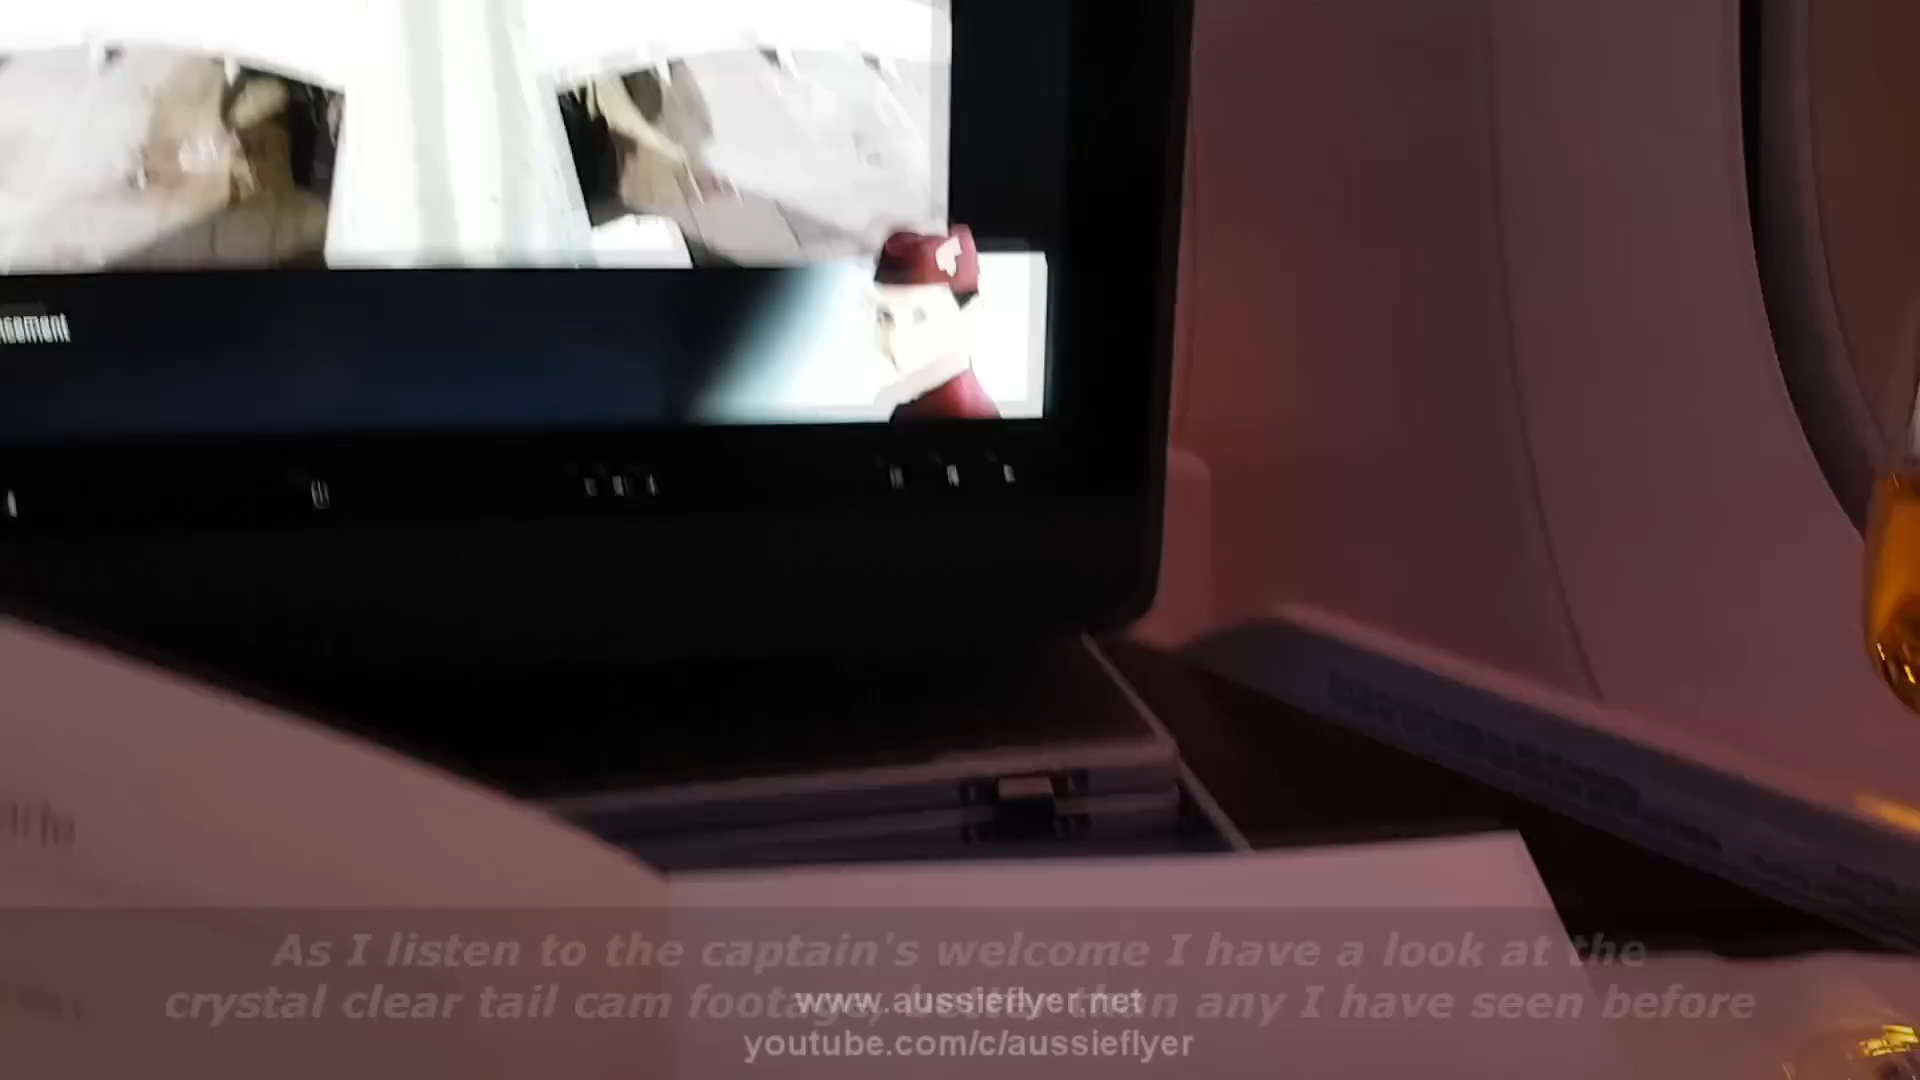 As I listen to the captain's welcome I have a look at the
crystal clear tail cam footage, than any I have seen before
www.aussieflyer.net
youtube.com/c/aussieflyer